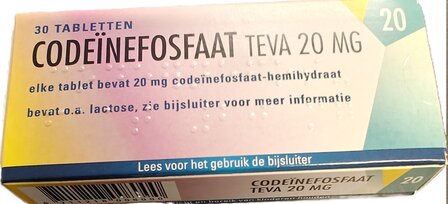 30 TABLETTEN
CODEÏNEFOSFAAT TEVA 20 MG
20
elke tablet bevat 20 mg codeïnefosfaat-hemihydraat
bevat o.a. lactose, zie bijsluiter voor meer informatie
Lees voor het gebruik de bijsluiter
CODEÏNEFOSFAAT
TEVA 20 MG
20